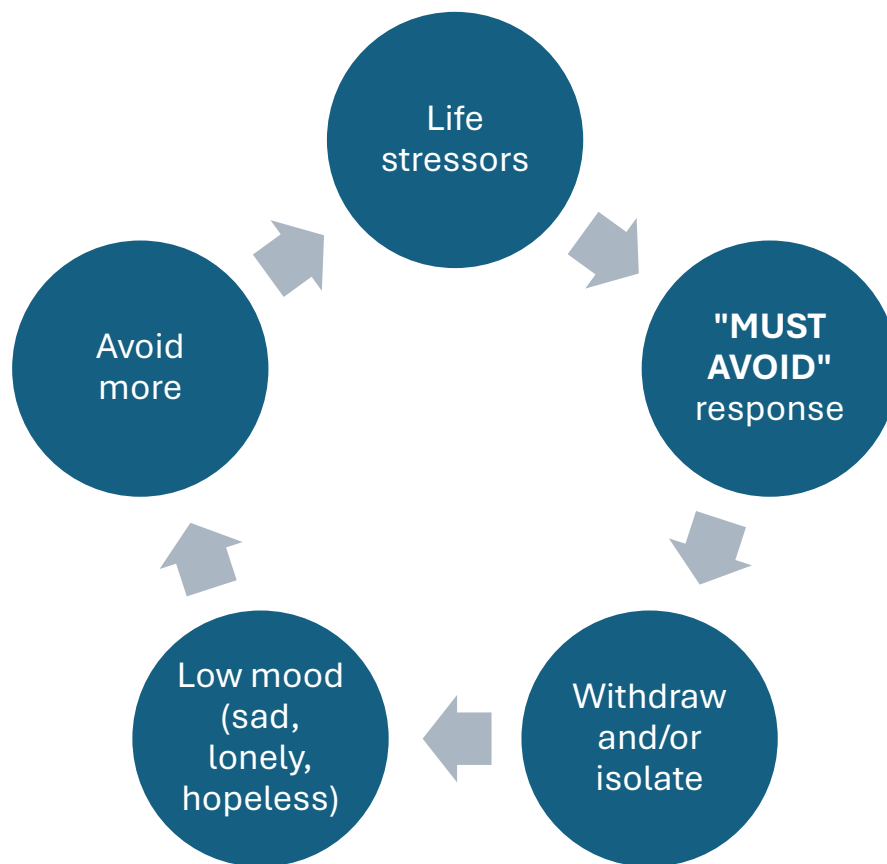 Life
stressors
"MUST
AVOID"
response
Withdraw
and/or
isolate
Low mood
(sad,
lonely,
hopeless)
Avoid
more